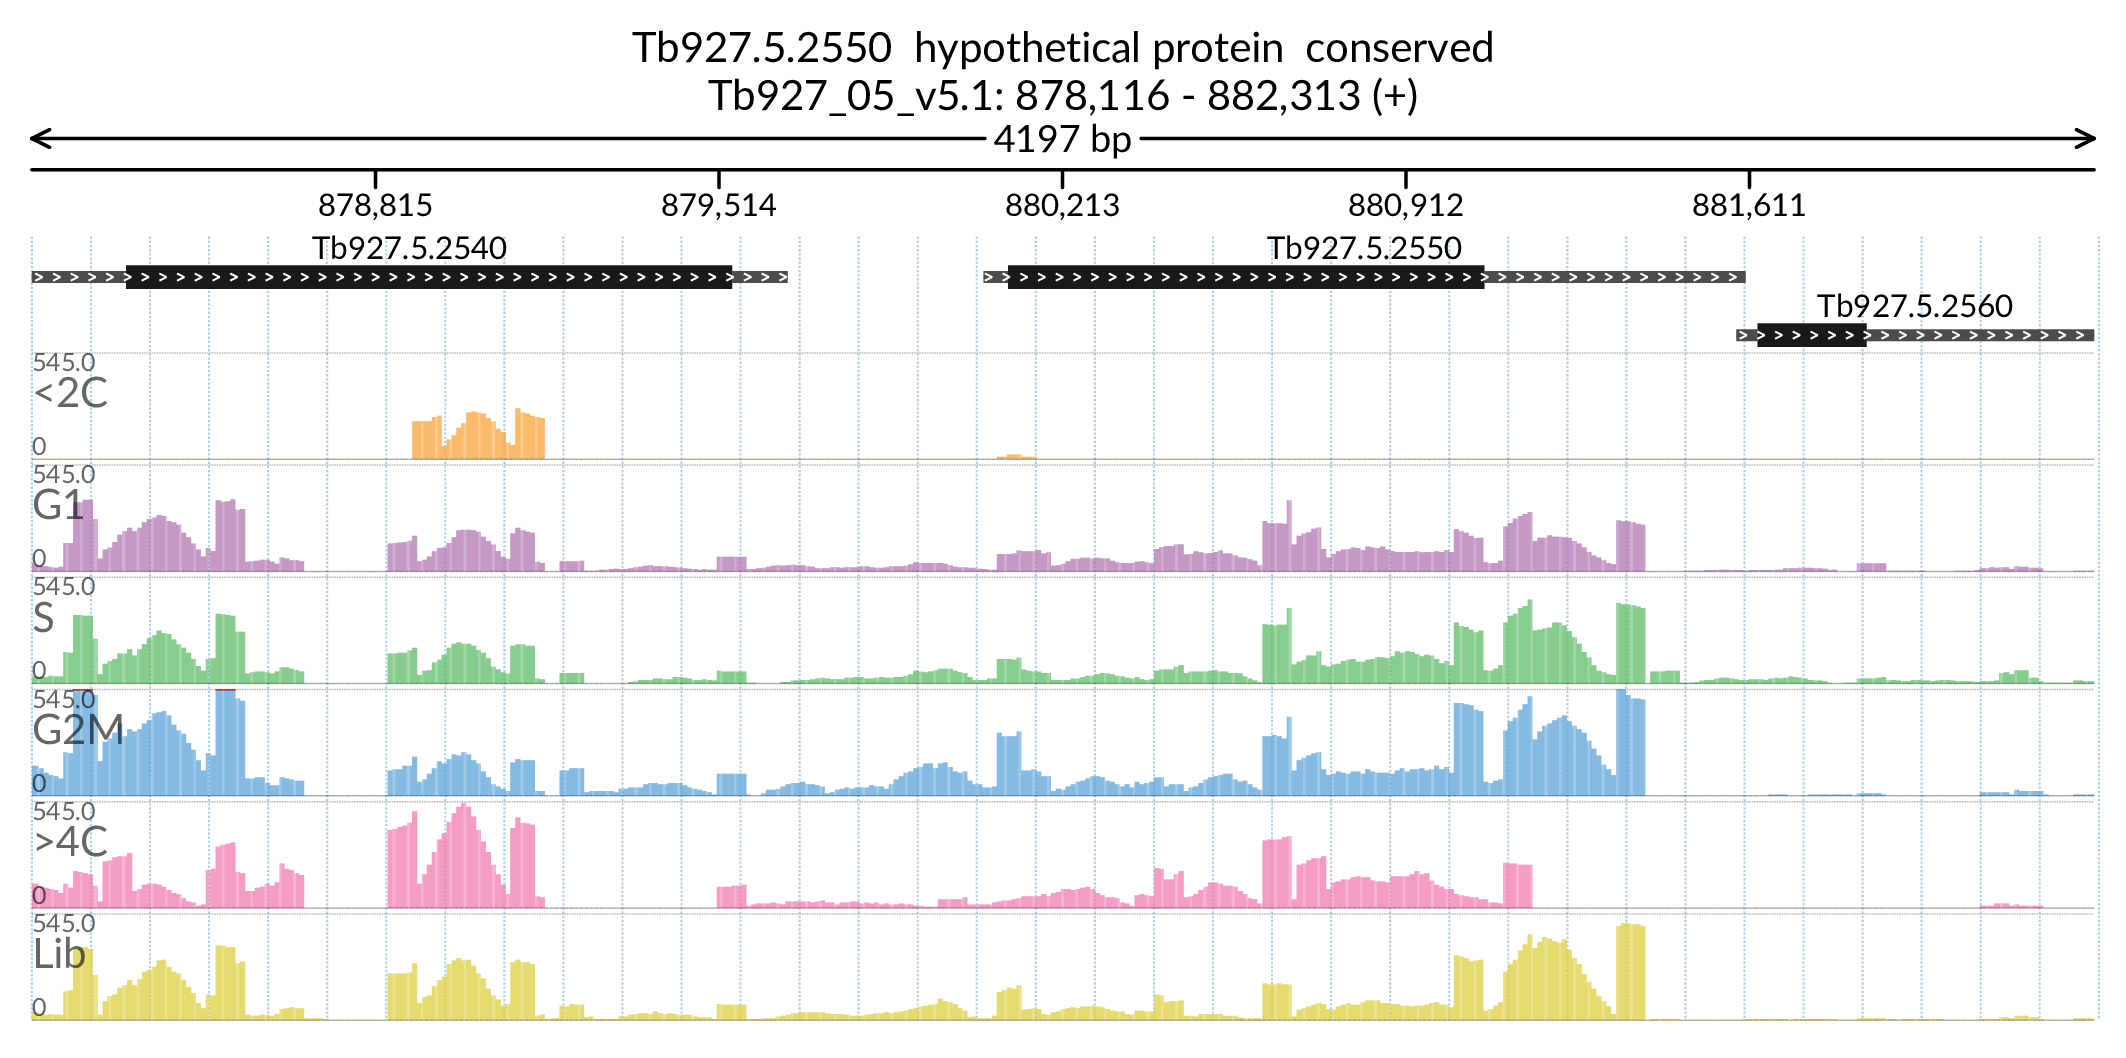 Tb927.5.2550  hypothetical protein  conserved
Tb927_05_v5.1: 878,116 - 882,313 (+)
4197 bp
878,815 879,514 880,213 880,912 881,611
Tb927.5.2540 Tb927.5.2550
Tb927.5.2560
545.0
<2C
0
545.0
G1
0
545.0
S
0
545.0
G2M
0
545.0
>4C
0
545.0
Lib
0